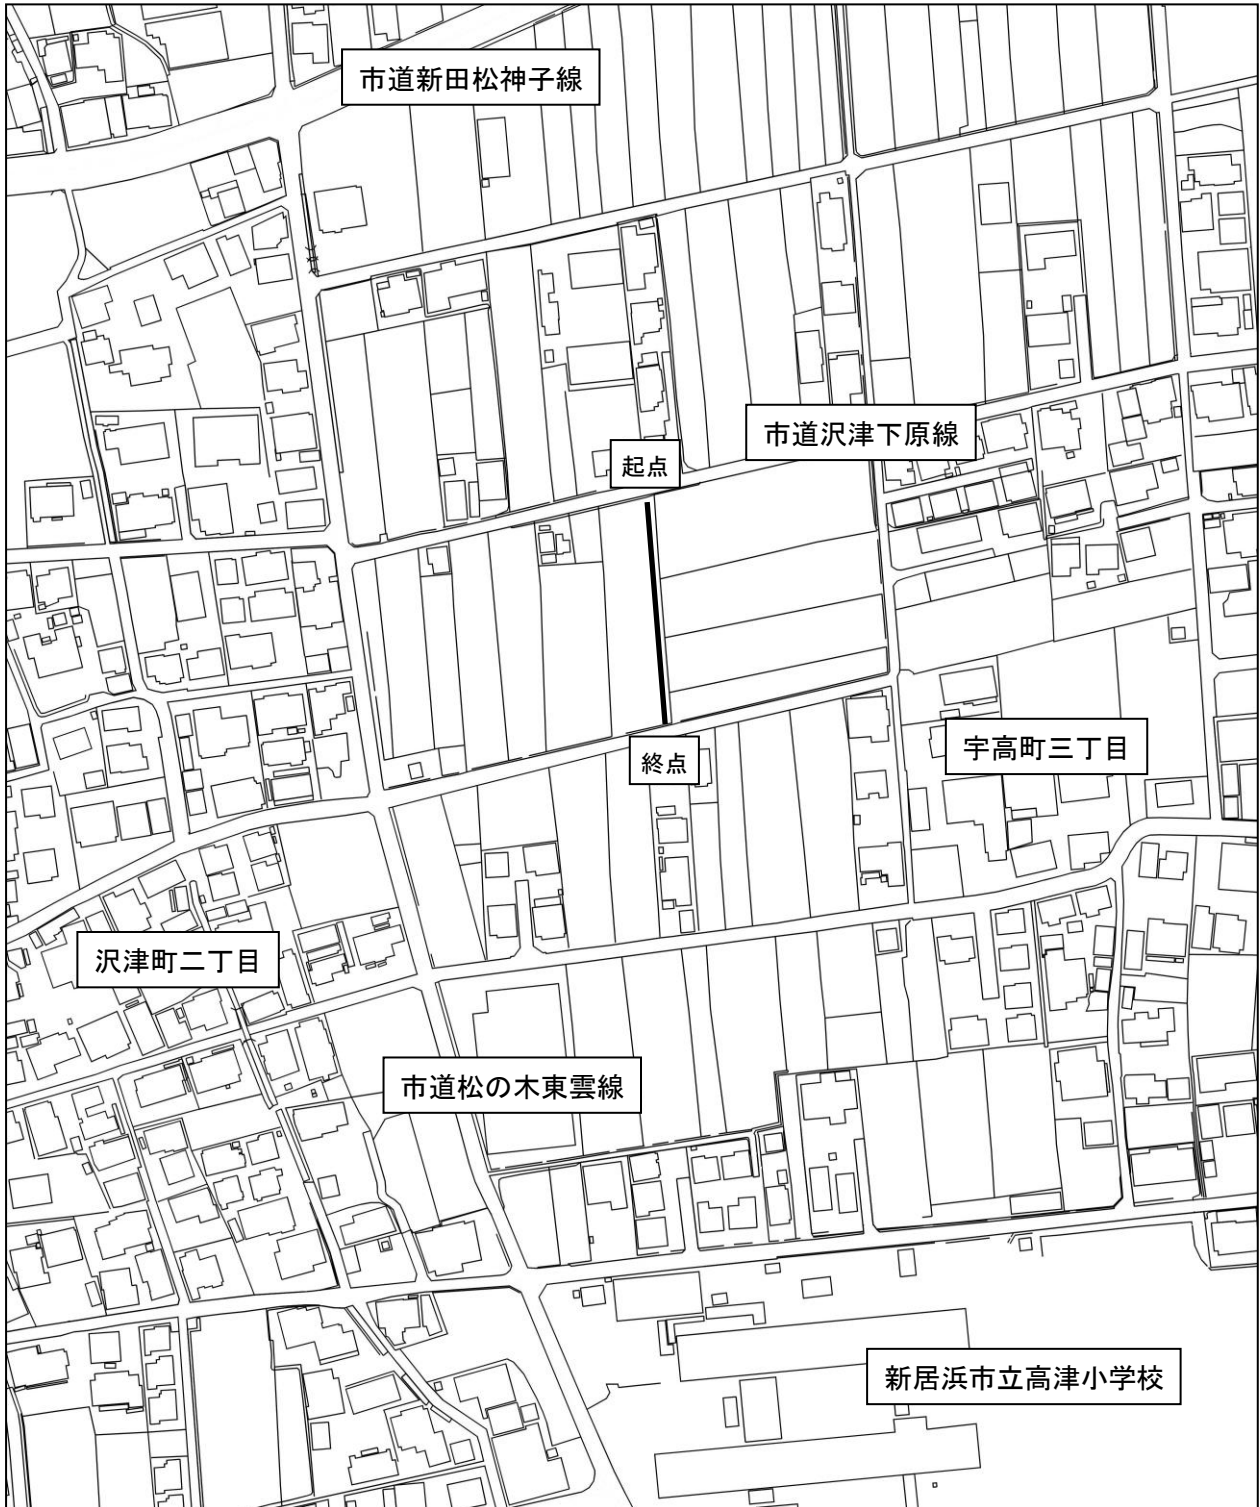 市道新田松神子線
市道沢津下原線
起点
宇高町三丁目
終点
沢津町二丁目
市道松の木東雲線
新居浜市立高津小学校